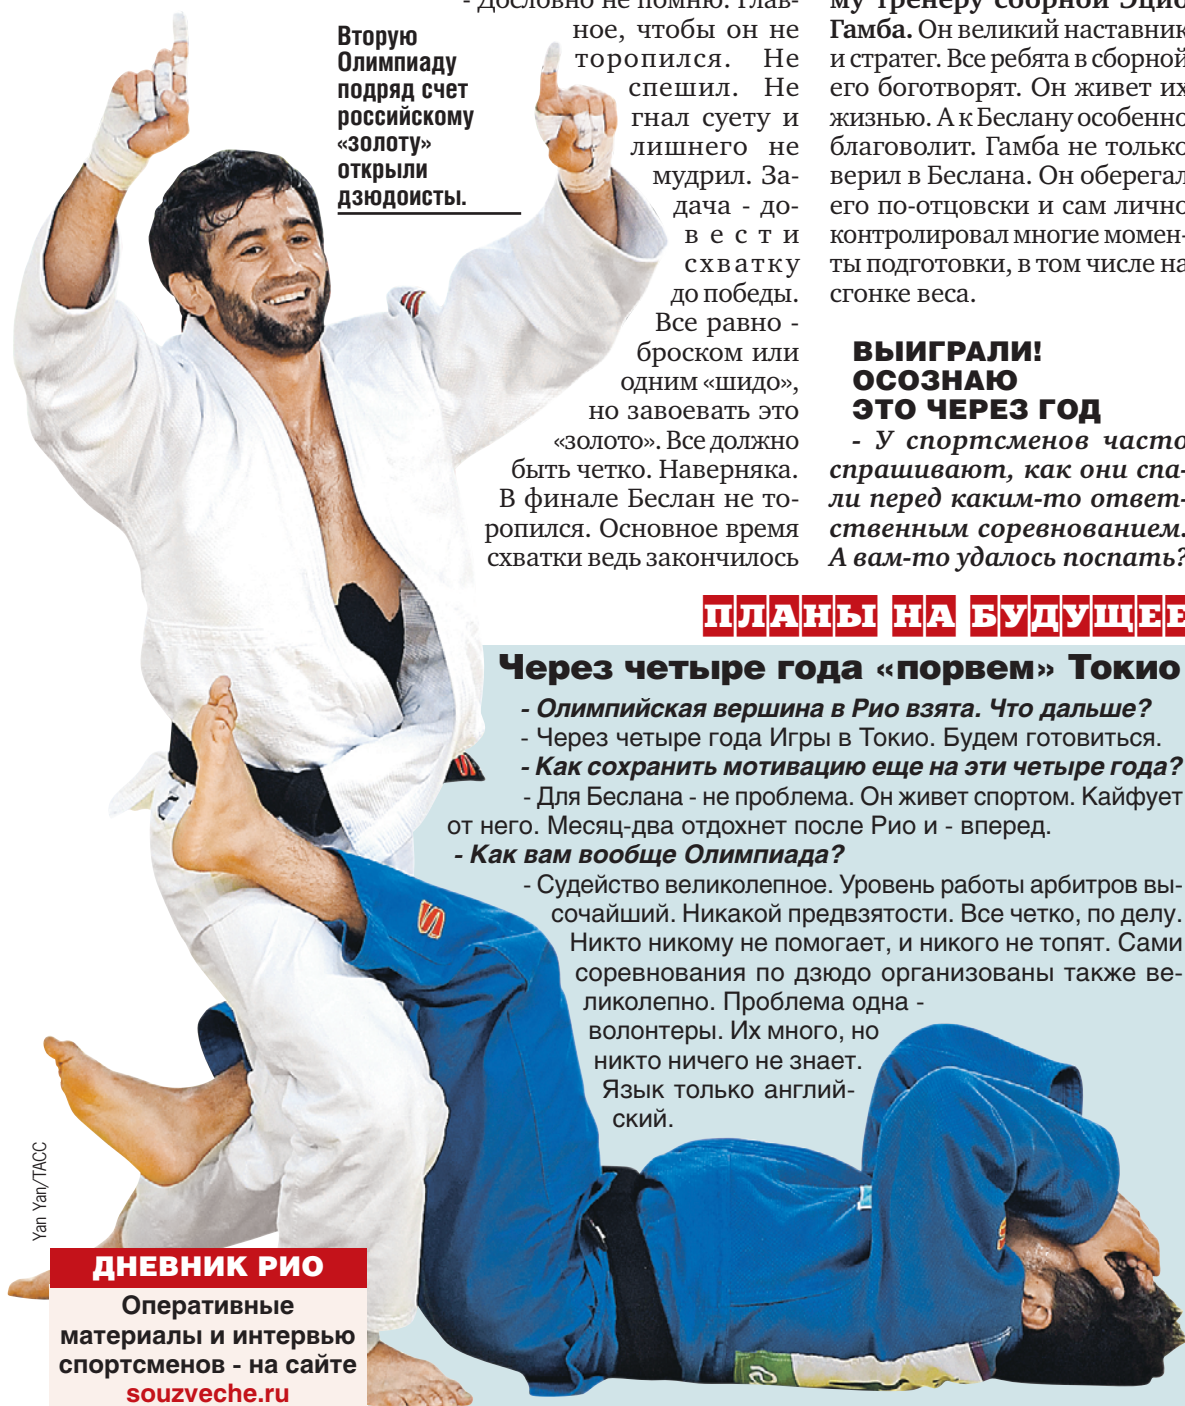 Вторую
Олимпиаду
подряд счет
российскому
«золоту»
открыли
дзюдоисты.
- Дословно не помню. Глав-
ное, чтобы он не
торопился. Не
спешил. Не
гнал суету и
лишнего не
мудрил. За-
дача - до-
вести
схватку
до победы.
Все равно -
броском или
одним «шидо»,
но завоевать это
«золото». Все должно
быть четко. Наверняка.
В финале Беслан не то-
ропился. Основное время
схватки ведь закончилось
му тренеру сборной Эцио
Гамба. Он великий наставник
и стратег. Все ребята в сборной
его боготворят. Он живет их
жизнью. А к Беслану особенно
благоволит. Гамба не только
верил в Беслана. Он оберегал
его по-отцовски и сам лично
контролировал многие момен-
ты подготовки, в том числе на
сгонке веса.
ВЫИГРАЛИ!
ОСОЗНАЮ
ЭТО ЧЕРЕЗ ГОД
- У спортсменов часто
спрашивают, как они спа-
ли перед каким-то ответ-
ственным соревнованием.
А вам-то удалось поспать?
ПЛАНЫ НА БУДУЩЕЕ
Через четыре года «порвем» Токио
- Олимпийская вершина в Рио взята. Что дальше?
- Через четыре года Игры в Токио. Будем готовиться.
- Как сохранить мотивацию еще на эти четыре года?
- Для Беслана - не проблема. Он живет спортом. Кайфует
от него. Месяц-два отдохнет после Рио и - вперед.
- Как вам вообще Олимпиада?
- Судейство великолепное. Уровень работы арбитров вы-
сочайший. Никакой предвзятости. Все четко, по делу.
Никто никому не помогает, и никого не топят. Сами
соревнования по дзюдо организованы также ве-
ликолепно. Проблема одна -
волонтеры. Их много, но
никто ничего не знает.
Язык только англий-
ский.
Yan Yan/ТАСС
ДНЕВНИК РИО
Оперативные
материалы и интервью
спортсменов - на сайте
souzveche.ru